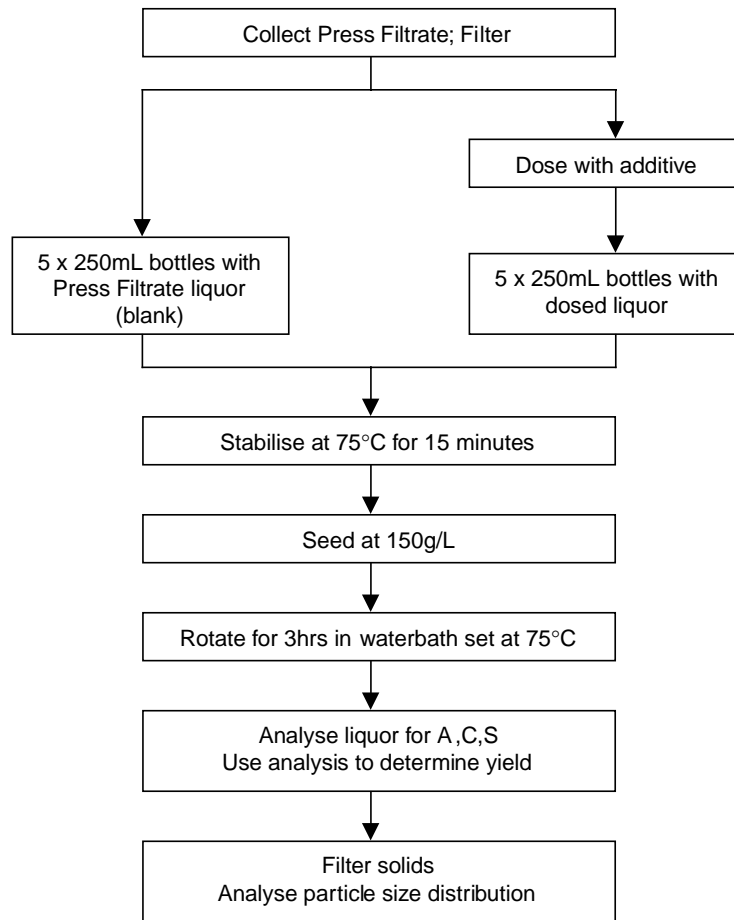 Collect Press Filtrate; Filter
Dose with additive
5 x 250mL bottles with
Press Filtrate liquor
(blank)
5 x 250mL bottles with
dosed liquor
Stabilise at 75°C for 15 minutes
Seed at 150g/L
Rotate for 3hrs in waterbath set at 75°C
Analyse liquor for A ,C,S
Use analysis to determine yield
Filter solids
Analyse particle size distribution